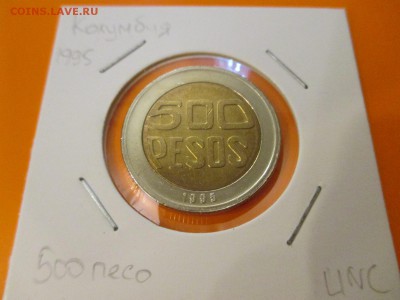 COINS.LAVE.RU
Колумбия
1995
500
PESOS
1995
500 песо
UNC